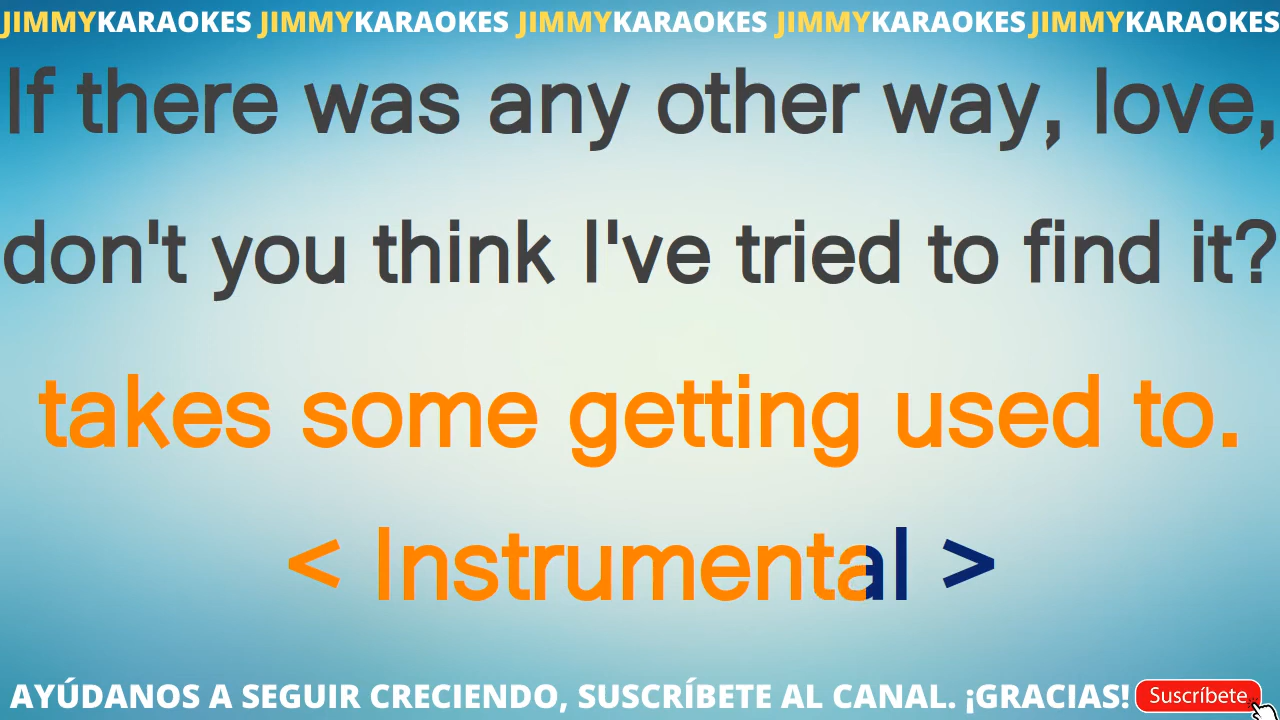 JIMMYKARAOKES JIMMYKARAOKES JIMMYKARAOKES JIMMYKARAOKES JIMMYKARAOKES
If there was any other way, love,
don't you think I've tried to find it?
takes some getting used to.
< Instrumental >
AYÚDANOS A SEGUIR CRECIENDO, SUSCRÍBETE AL CANAL. ¡GRACIAS! Suscríbete